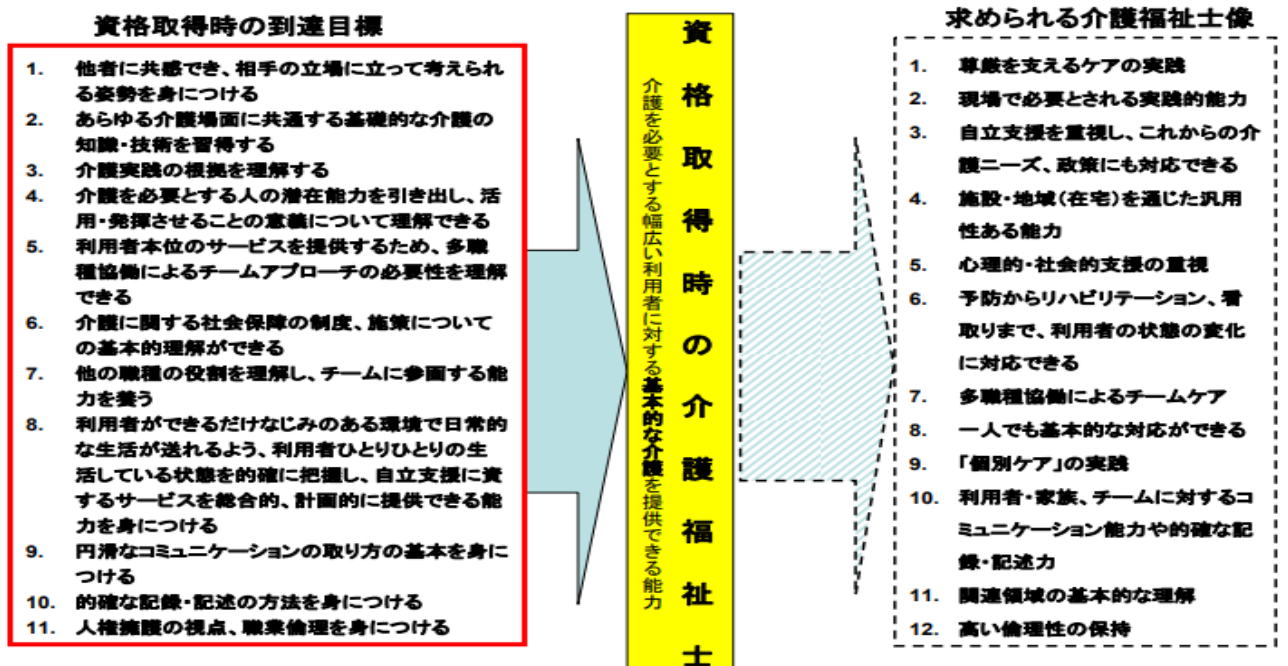 資格取得時の到達目標
1. 他者に共感でき、相手の立場に立って考えられ
る姿勢を身につける
2. あらゆる介護場面に共通する基礎的な介護の
知識・技術を習得する
3. 介護実践の根拠を理解する
4. 介護を必要とする人の潜在能力を引き出し、活
用・発揮させることの意義について理解できる
5. 利用者本位のサービスを提供するため、多職
種協働によるチームアプローチの必要性を理解
できる
6. 介護に関する社会保障の制度、施策について
の基本的理解ができる
7. 他の職種の役割を理解し、チームに参画する能
力を養う
8. 利用者ができるだけなじみのある環境で日常的
な生活が送れるよう、利用者ひとりひとりの生
活している状態を的確に把握し、自立支援に資
するサービスを総合的、計画的に提供できる能
力を身につける
9. 円滑なコミュニケーションの取り方の基本を身に
つける
10. 的確な記録・記述の方法を身につける
11. 人権擁護の視点、職業倫理を身につける
資格取得時の介護福祉士
介護を必要とする幅広い利用者に対する基本的な介護を提供できる能力
求められる介護福祉士像
1. 尊厳を支えるケアの実践
2. 現場で必要とされる実践的能力
3. 自立支援を重視し、これからの介
護ニーズ、政策にも対応できる
4. 施設・地域(在宅)を通じた汎用
性ある能力
5. 心理的・社会的支援の重視
6. 予防からリハビリテーション、看
取りまで、利用者の状態の変化
に対応できる
7. 多職種協働によるチームケア
8. 一人でも基本的な対応ができる
9. 「個別ケア」の実践
10. 利用者・家族、チームに対するコ
ミュニケーション能力や的確な記
録・記述力
11. 関連領域の基本的な理解
12. 高い倫理性の保持